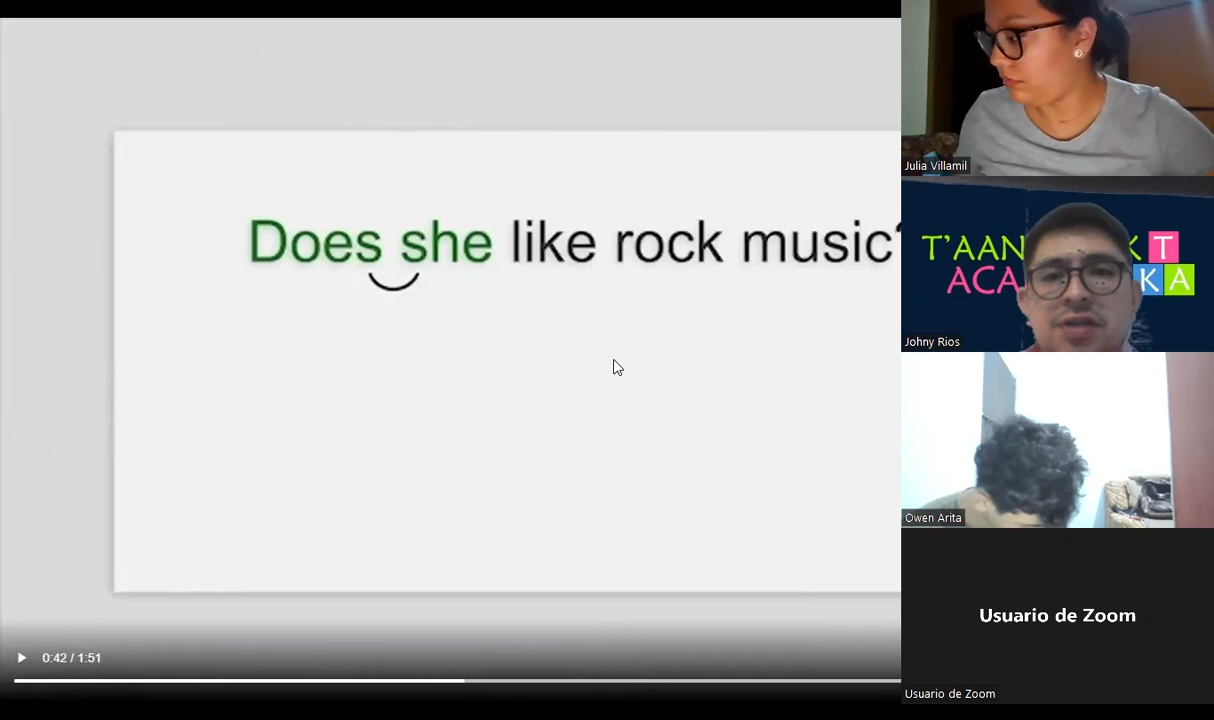 Does she like rock music?
0:42 / 1:51
Julia Villamil
T'AAN K T
ACA K A
Johny Rios
Owen Arita
Usuario de Zoom
Usuario de Zoom